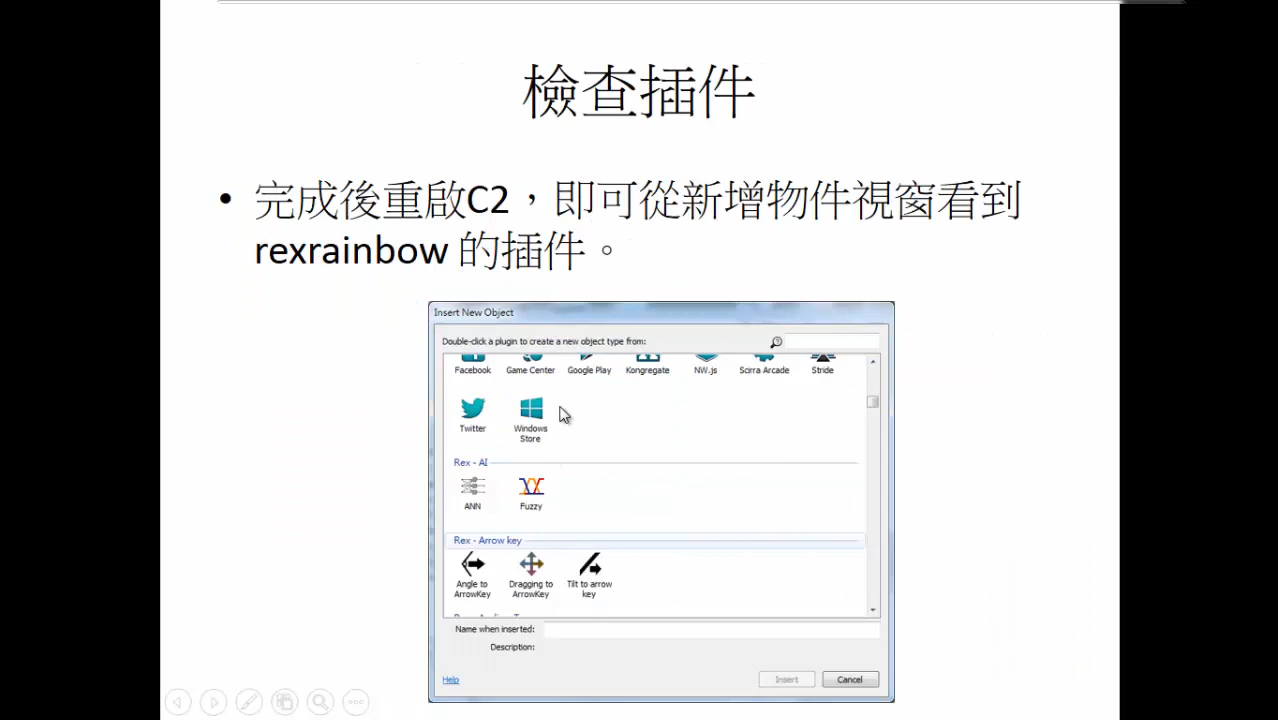 檢查插件
• 完成後重啟C2，即可從新增物件視窗看到
rexrainbow 的插件。
Insert New Object
Double-click a plugin to create a new object type from:
Facebook Game Center Google Play Kongregate NW.js Scirra Arcade Stride
Twitter Windows Store
Rex - AI
ANN Fuzzy
Rex - Arrow key
Angle to ArrowKey Dragging to ArrowKey Tilt to arrow key
Name when inserted:
Description:
Help Insert Cancel